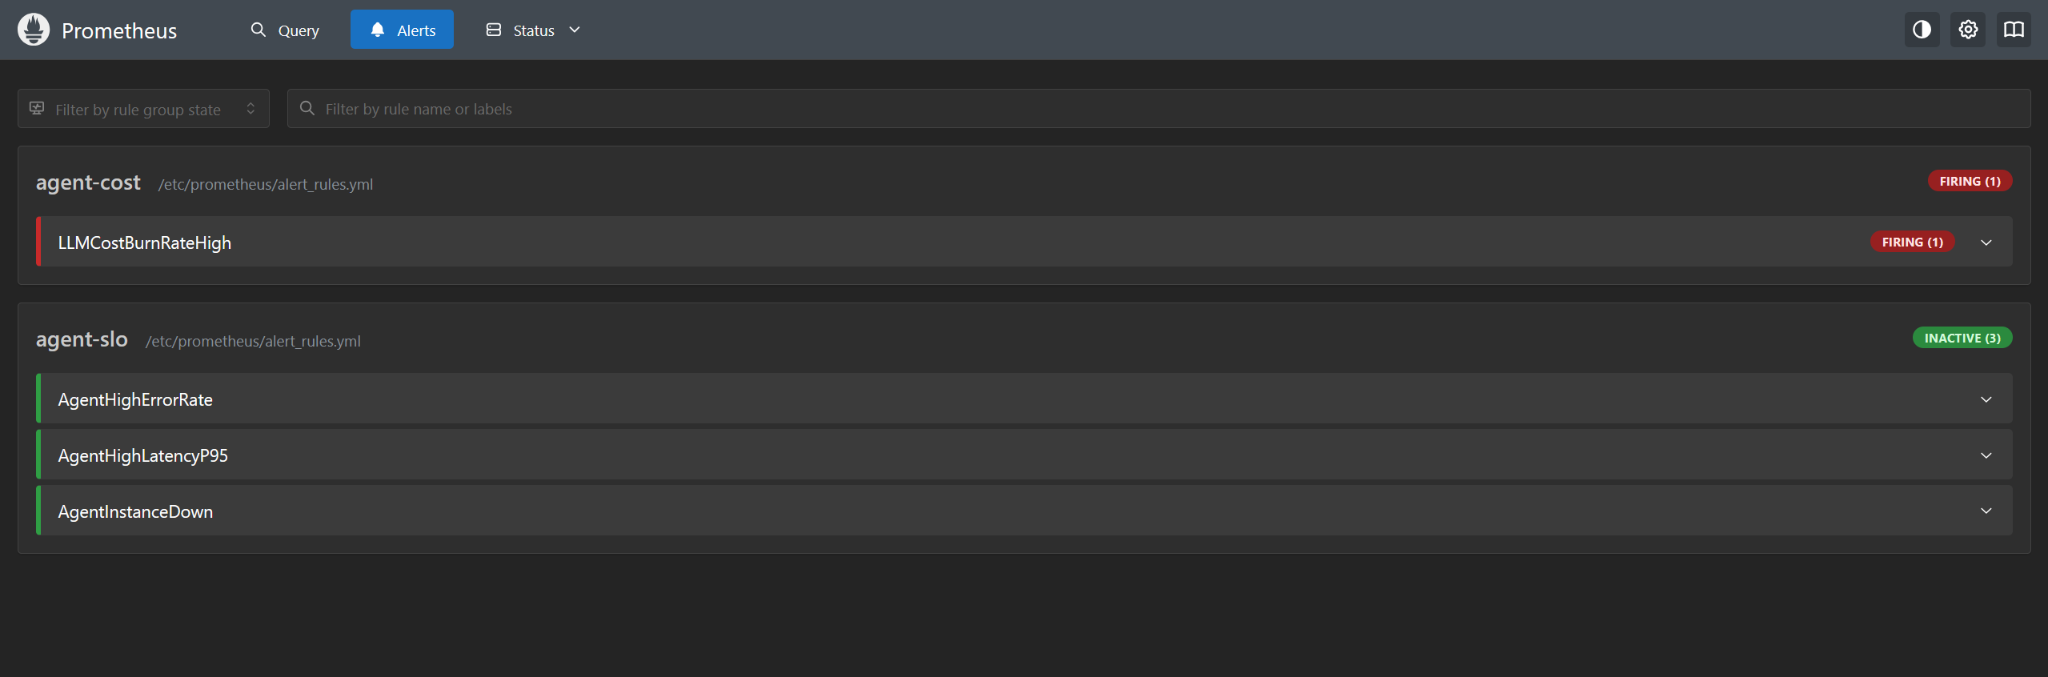 Prometheus Query Alerts Status
Filter by rule group state Filter by rule name or labels
agent-cost /etc/prometheus/alert_rules.yml FIRING (1)
LLMCostBurnRateHigh FIRING (1)
agent-slo /etc/prometheus/alert_rules.yml INACTIVE (3)
AgentHighErrorRate
AgentHighLatencyP95
AgentInstanceDown